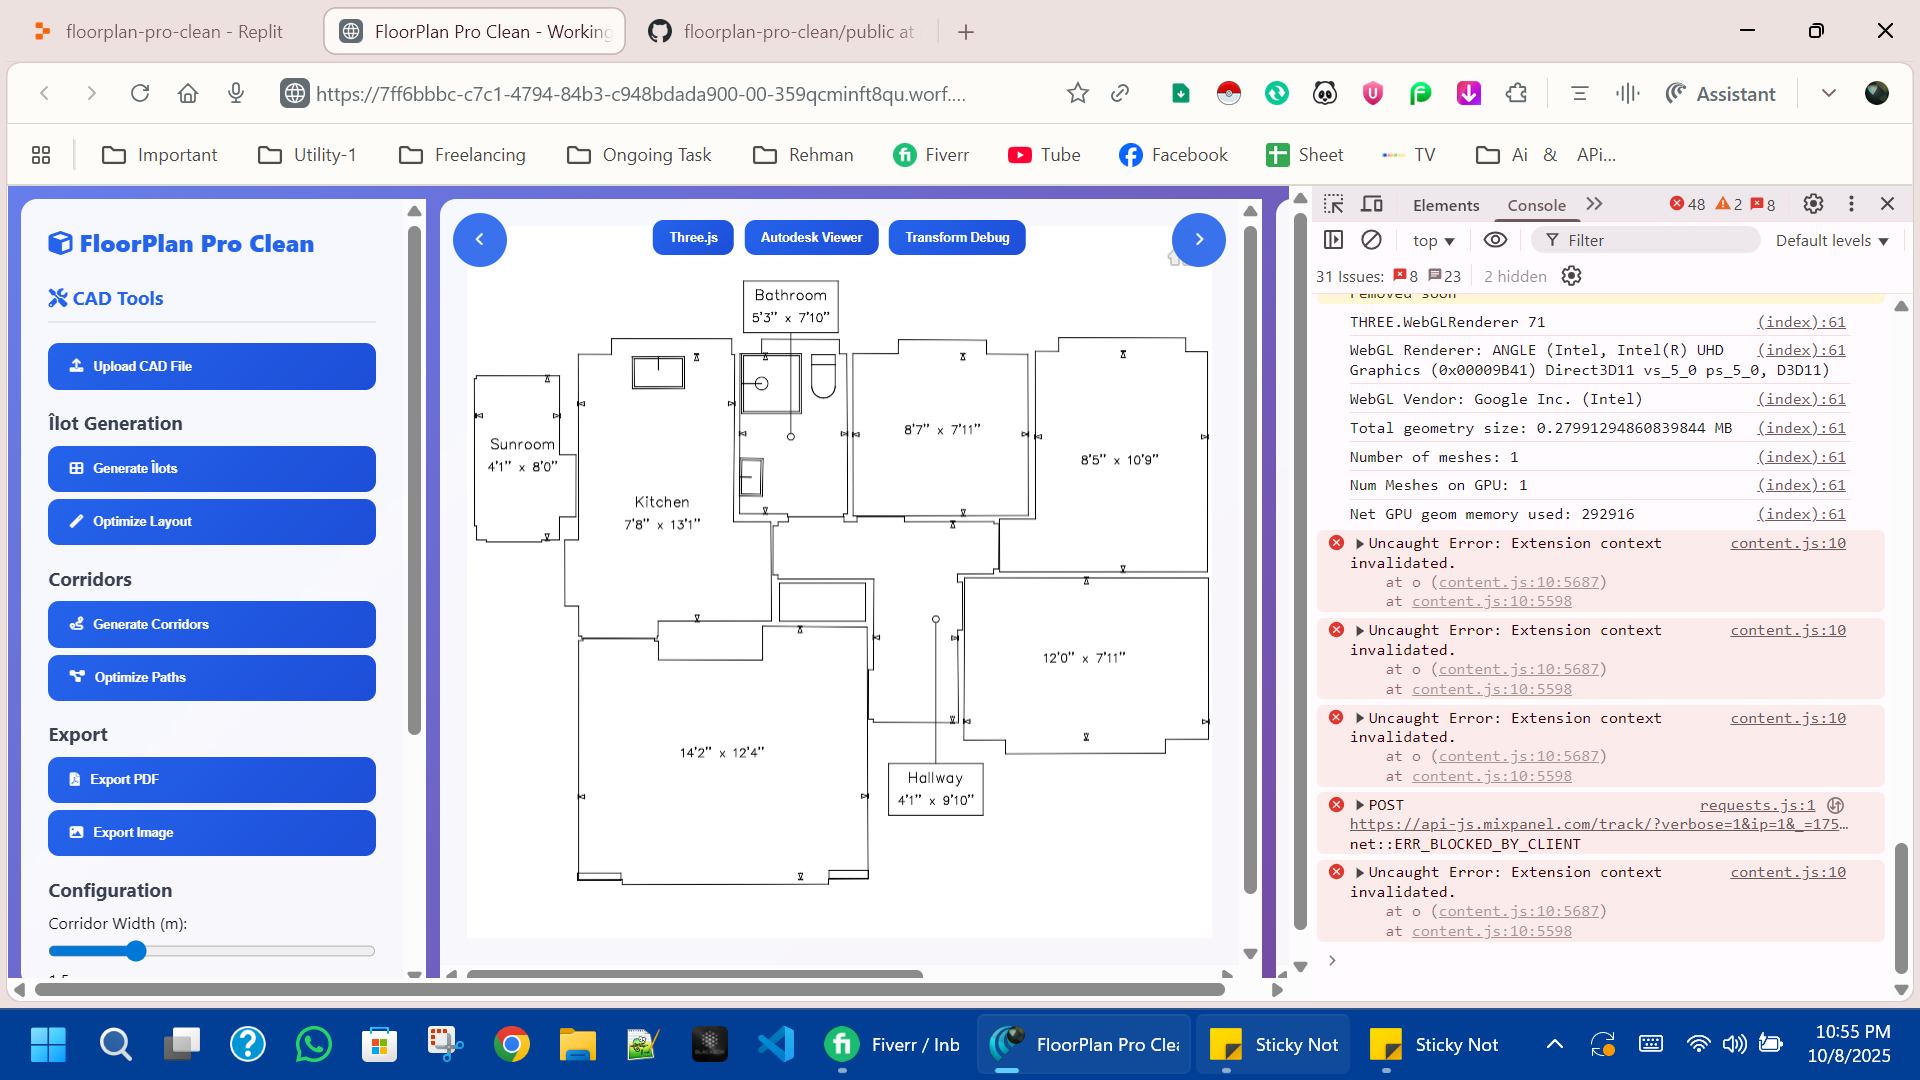 floorplan-pro-clean - Replit
FloorPlan Pro Clean - Working
floorplan-pro-clean/public at
https://7ff6bbbc-c7c1-4794-84b3-c948bdada900-00-359qcminft8qu.worf....
Assistant
Important
Utility-1
Freelancing
Ongoing Task
Rehman
Fiverr
Tube
Facebook
Sheet
TV
Ai & APi...
FloorPlan Pro Clean
CAD Tools
Upload CAD File
Îlot Generation
Generate Îlots
Optimize Layout
Corridors
Generate Corridors
Optimize Paths
Export
Export PDF
Export Image
Configuration
Corridor Width (m):
Three.js
Autodesk Viewer
Transform Debug
Bathroom
5'3" x 7'10"
Sunroom
4'1" x 8'0"
Kitchen
7'8" x 13'1"
8'7" x 7'11"
8'5" x 10'9"
12'0" x 7'11"
14'2" x 12'4"
Hallway
4'1" x 9'10"
Elements
Console
48
2
8
top
Filter
Default levels
31 Issues: 8 23
2 hidden
removed soon
THREE.WebGLRenderer 71 (index):61
WebGL Renderer: ANGLE (Intel, Intel(R) UHD (index):61
Graphics (0x00009B41) Direct3D11 vs_5_0 ps_5_0, D3D11)
WebGL Vendor: Google Inc. (Intel) (index):61
Total geometry size: 0.27991294860839844 MB (index):61
Number of meshes: 1 (index):61
Num Meshes on GPU: 1 (index):61
Net GPU geom memory used: 292916 (index):61
Uncaught Error: Extension context content.js:10
invalidated.
at o (content.js:10:5687)
at content.js:10:5598
Uncaught Error: Extension context content.js:10
invalidated.
at o (content.js:10:5687)
at content.js:10:5598
Uncaught Error: Extension context content.js:10
invalidated.
at o (content.js:10:5687)
at content.js:10:5598
POST requests.js:1
https://api-js.mixpanel.com/track/?verbose=1&ip=1&_=175…
net::ERR_BLOCKED_BY_CLIENT
Uncaught Error: Extension context content.js:10
invalidated.
at o (content.js:10:5687)
at content.js:10:5598
Fiverr / Inb
FloorPlan Pro Clea
Sticky Not
Sticky Not
10:55 PM
10/8/2025